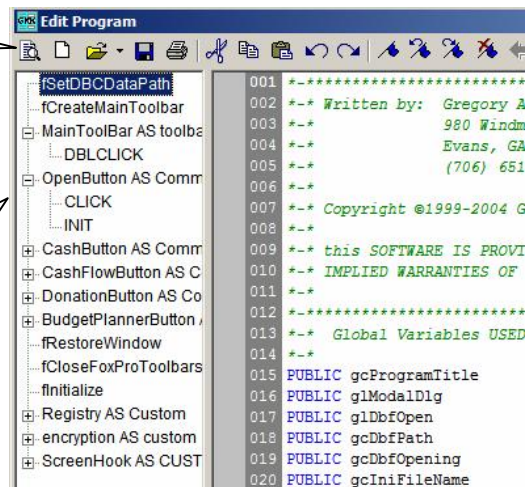 GMK Edit Program
fSetDBCDataPath
fCreateMainToolbar
MainToolBar AS toolba
DBLCLICK
OpenButton AS Comm
CLICK
INIT
CashButton AS Comm
CashFlowButton AS C
DonationButton AS Co
BudgetPlannerButton
fRestoreWindow
fCloseFoxProToolbars
fInitialize
Registry AS Custom
encryption AS custom
ScreenHook AS CUST
001 *-**************************
002 *-* Written by: Gregory A
003 *-* 980 Windm
004 *-* Evans, GA
005 *-* (706) 651
006 *-*
007 *-* Copyright ©1999-2004 G
008 *-*
009 *-* this SOFTWARE IS PROVI
010 *-* IMPLIED WARRANTIES OF
011 *-*
012 *-**************************
013 *-* Global Variables USED
014 *-*
015 PUBLIC gcProgramTitle
016 PUBLIC glModalDlg
017 PUBLIC glDbfOpen
018 PUBLIC gcDbfPath
019 PUBLIC gcDbfOpening
020 PUBLIC gcIniFileName